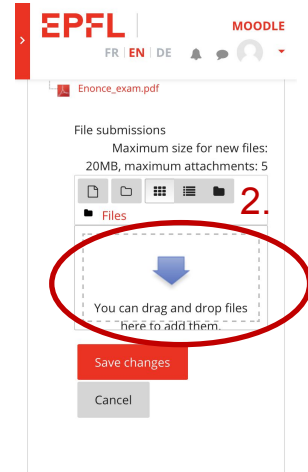 EPFL
MOODLE
FR EN DE
Enonce_exam.pdf
File submissions
Maximum size for new files:
20MB, maximum attachments: 5
2.
Files
You can drag and drop files
here to add them.
Save changes
Cancel